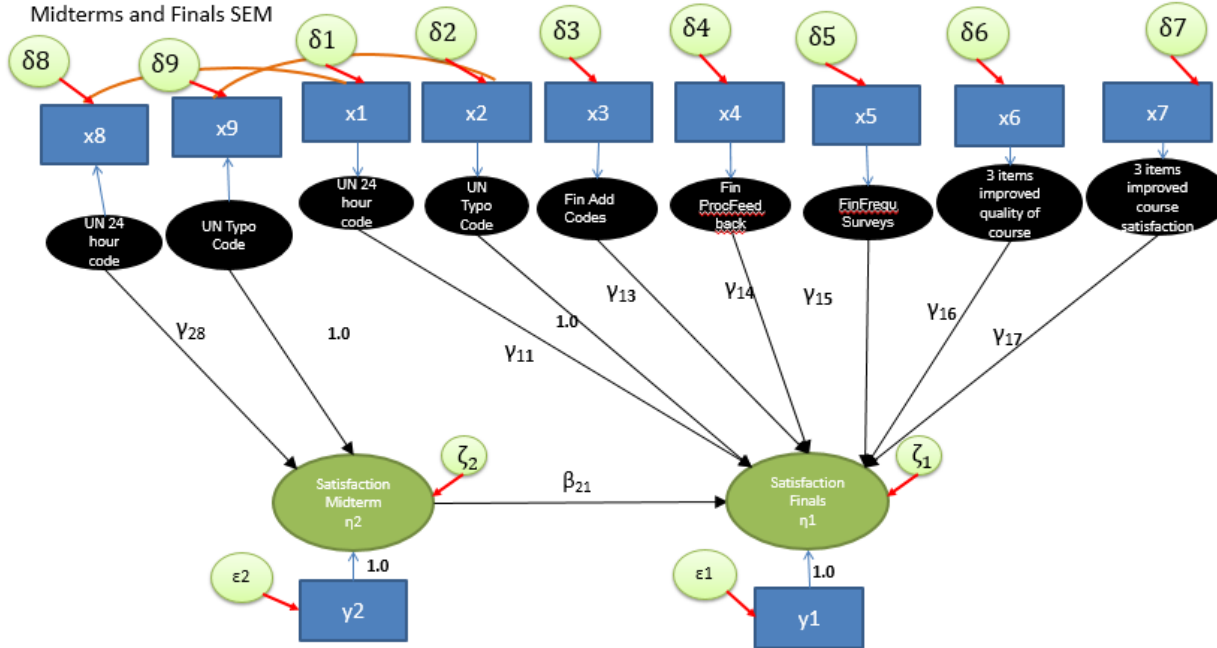 Midterms and Finals SEM
δ8
δ9
δ1
δ2
δ3
δ4
δ5
δ6
δ7
x8
x9
x1
x2
x3
x4
x5
x6
x7
UN 24
hour
code
UN Typo
Code
UN 24 hour
code
UN
Typo
Code
Fin Add
Codes
Fin
ProcFeed
back
FinFrequ
Surveys
3 items
improved
quality of
course
3 items
improved
course
satisfaction
γ28
1.0
γ11
1.0
γ13
γ14
γ15
γ16
γ17
Satisfaction
Midterm
η2
ζ2
β21
Satisfaction
Finals
η1
ζ1
1.0
1.0
ε2
y2
ε1
y1